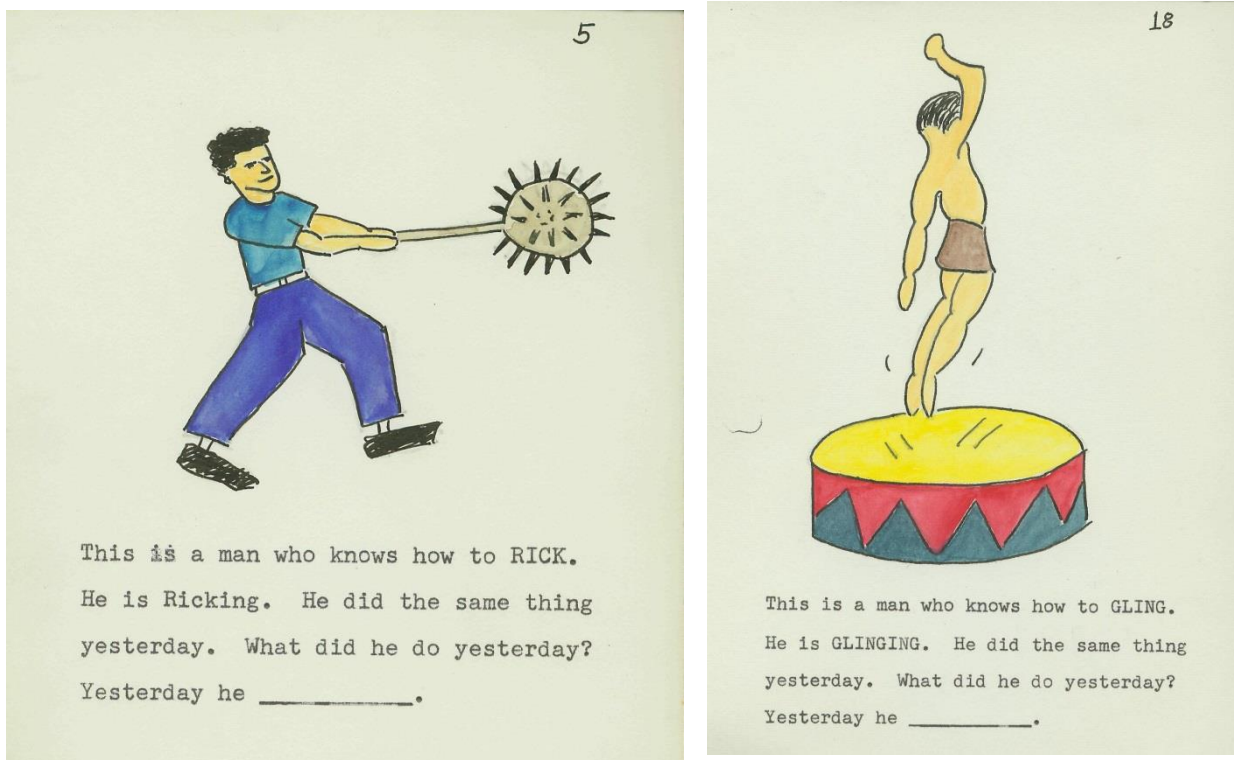 5
This is a man who knows how to RICK.
He is Ricking. He did the same thing
yesterday. What did he do yesterday?
Yesterday he ________.
18
This is a man who knows how to GLING.
He is GLINGING. He did the same thing
yesterday. What did he do yesterday?
Yesterday he ________.